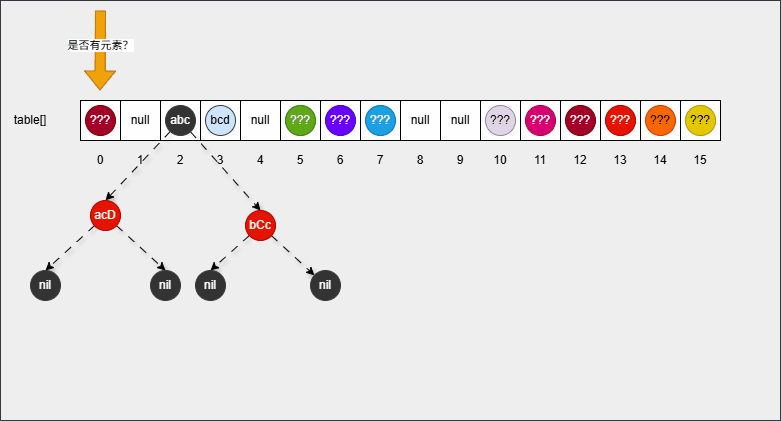 是否有元素?
table[] ??? null abc bcd null ??? ??? ??? null null ??? ??? ??? ??? ??? ???
0 1 2 3 4 5 6 7 8 9 10 11 12 13 14 15
acD bCc
nil nil nil nil